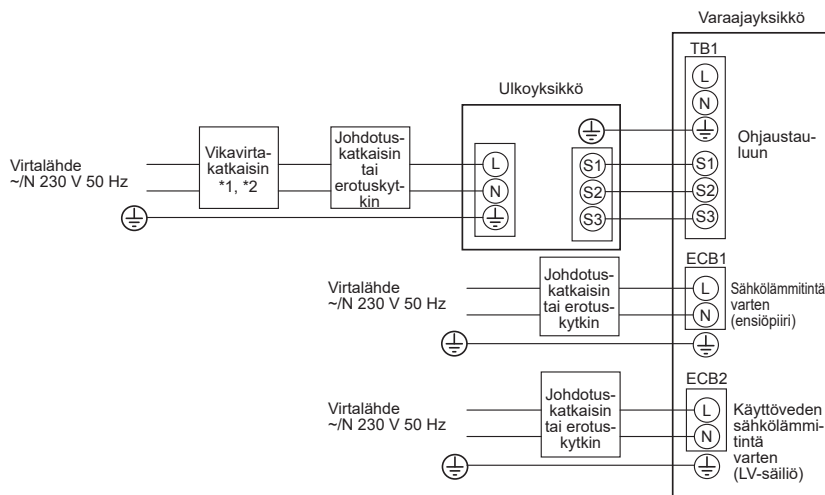 Varaajayksikkö
TB1
L
N
Ulkoyksikkö
Ohjaustau-
luun
Virtalähde
~/N 230 V 50 Hz
Vikavirta-
katkaisin
*1, *2
Johdotus-
katkaisin
tai
erotuskyt-
kin
L
N
S1
S2
S3
S1
S2
S3
ECB1
Virtalähde
~/N 230 V 50 Hz
Johdotus-
katkaisin
tai erotus-
kytkin
L
N
Sähkölämmitintä
varten
(ensiöpiiri)
ECB2
Virtalähde
~/N 230 V 50 Hz
Johdotus-
katkaisin
tai erotus-
kytkin
L
N
Käyttöveden
sähkölämmi-
tintä
varten
(LV-säiliö)